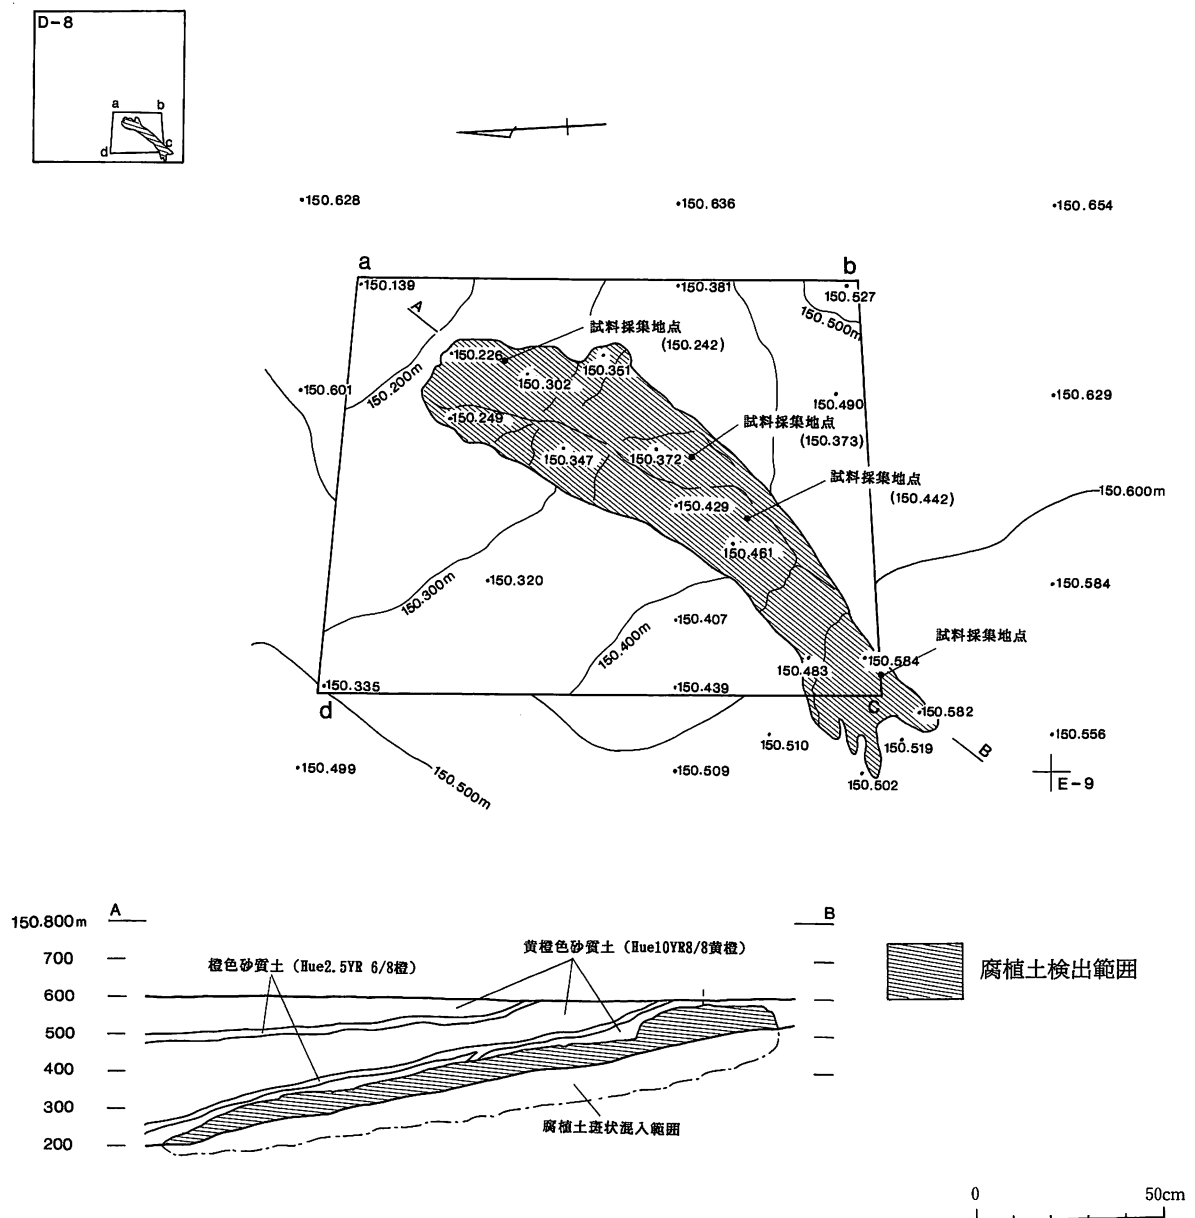 D-8
a b
d c
150.628
150.636
150.654
a b
150.139
150.381
150.527
150.500m
A
試料採集地点
(150.242)
150.226
150.351
150.302
150.601
150.200m
150.490
150.629
150.249
試料採集地点
(150.373)
150.347
150.372
試料採集地点
(150.442)
150.429
150.600m
150.461
150.320
150.300m
150.584
150.407
150.400m
試料採集地点
150.483
150.584
150.335
150.439
d c
150.582
150.510
150.519
150.556
B
150.499
150.500m
150.509
150.502
E-9
150.800m A B
700
600
500
400
300
200
橙色砂質土(Hue2.5YR 6/8橙)
黄橙色砂質土(Hue10YR8/8黄橙)
腐植土斑状混入範囲
腐植土検出範囲
0 50cm